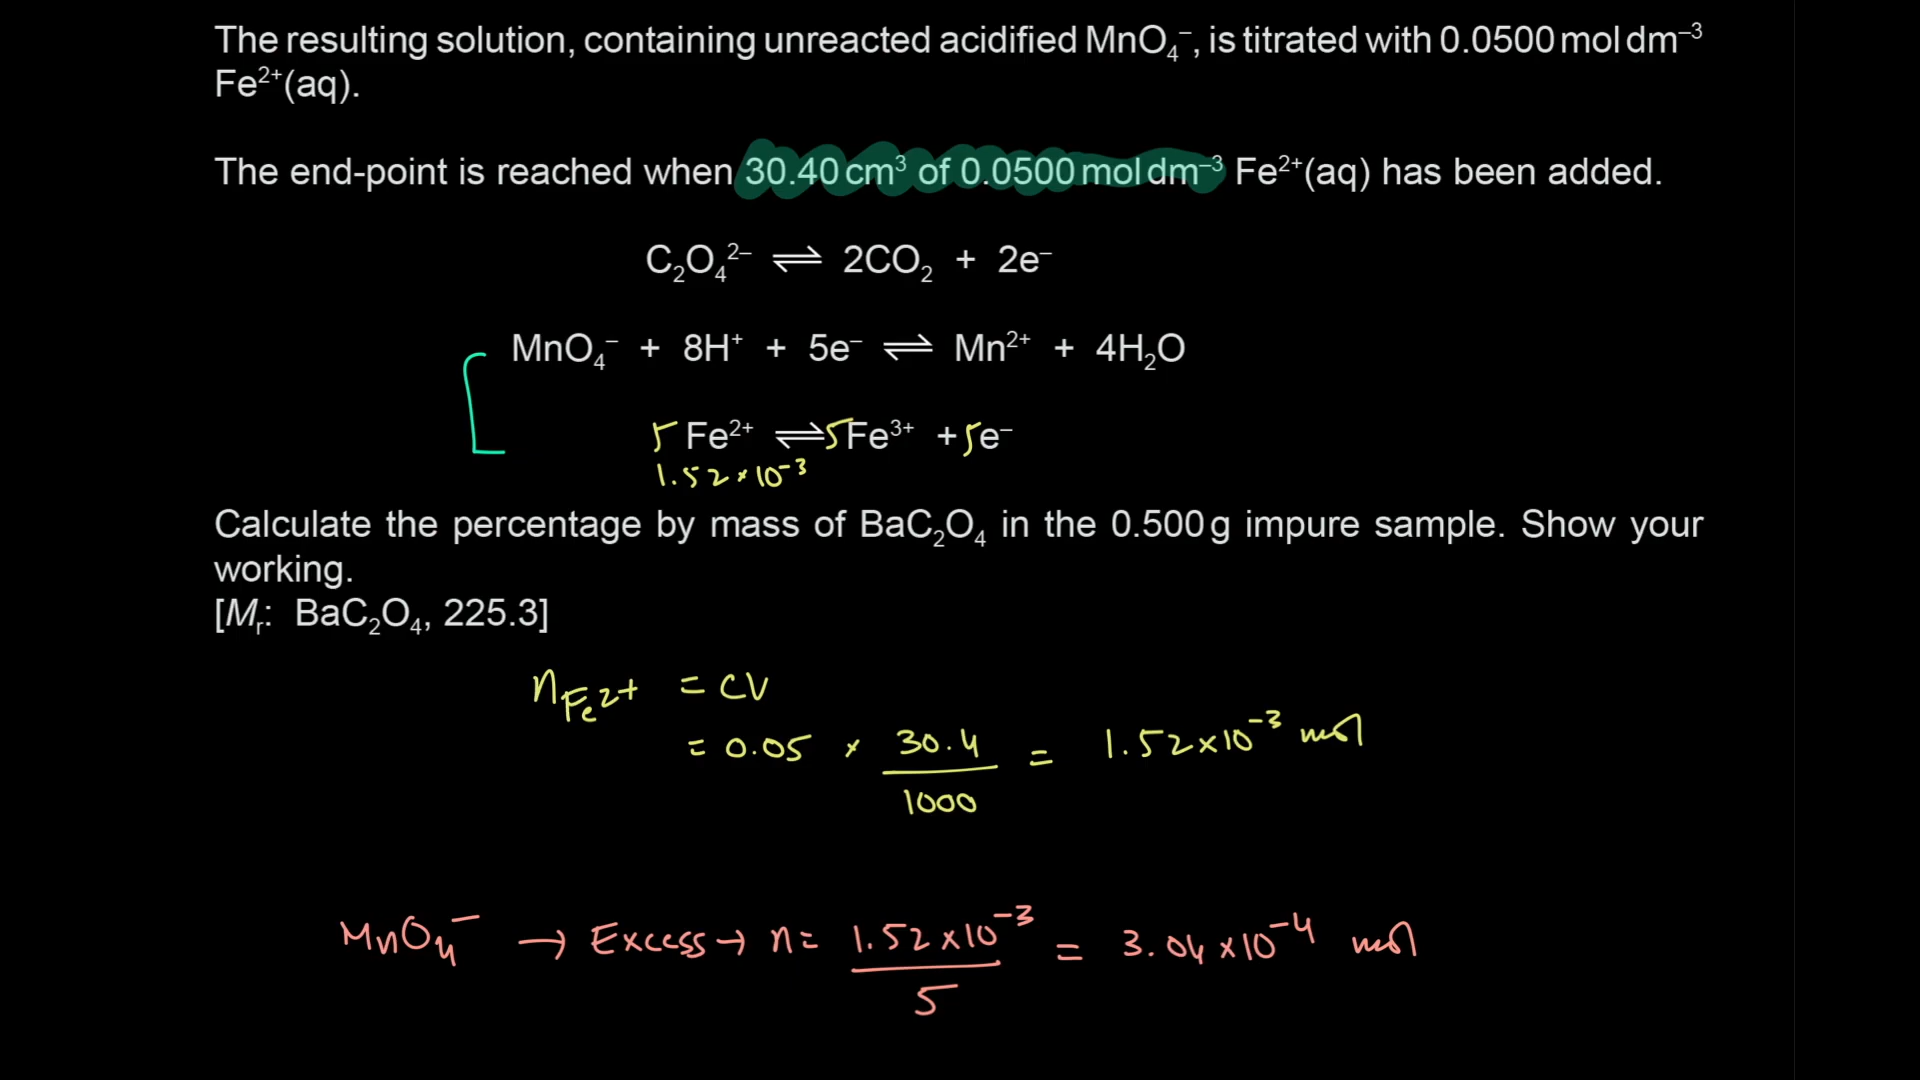 The resulting solution, containing unreacted acidified MnO₄⁻, is titrated with 0.0500 mol dm⁻³
Fe²⁺(aq).
The end-point is reached when 30.40 cm³ of 0.0500 mol dm⁻³ Fe²⁺(aq) has been added.
C₂O₄²⁻ ⇌ 2CO₂ + 2e⁻
MnO₄⁻ + 8H⁺ + 5e⁻ ⇌ Mn²⁺ + 4H₂O
5 Fe²⁺ ⇌ 5 Fe³⁺ + 5e⁻
1.52 × 10⁻³
Calculate the percentage by mass of BaC₂O₄ in the 0.500 g impure sample. Show your
working.
[Mᵣ: BaC₂O₄, 225.3]
n Fe2+ = CV
= 0.05 × 30.4 / 1000 = 1.52 × 10⁻³ mol
MnO₄⁻ → Excess → n = 1.52 × 10⁻³ / 5 = 3.04 × 10⁻⁴ mol